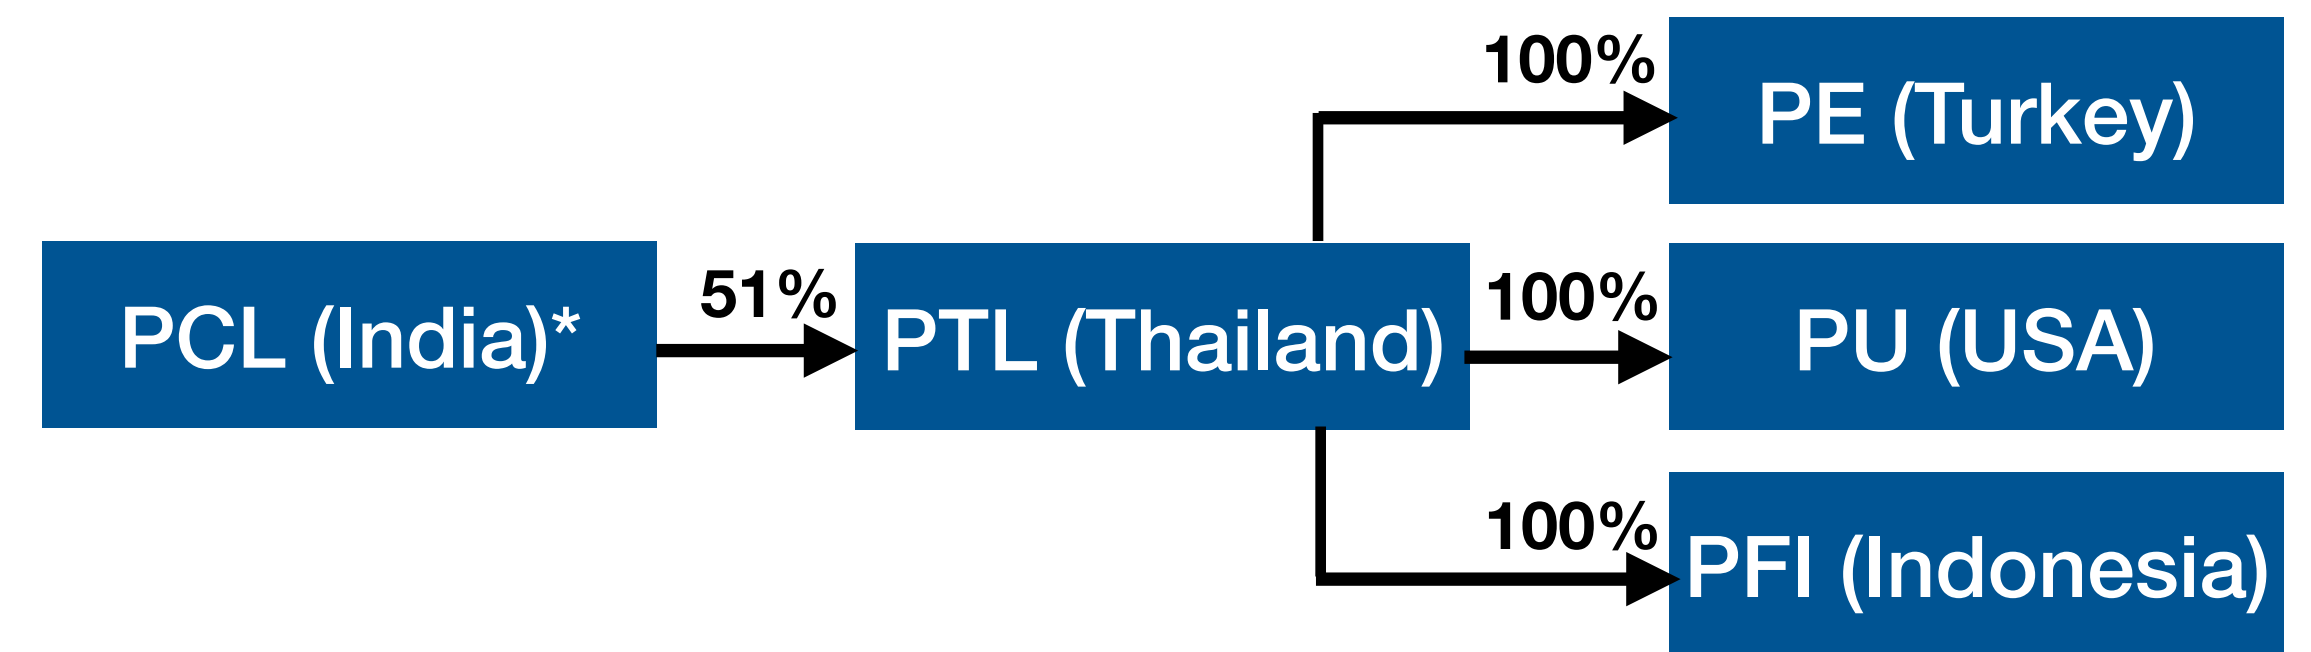 100%
PE (Turkey)
PCL (India)*
51%
PTL (Thailand)
100%
PU (USA)
100%
PFI (Indonesia)